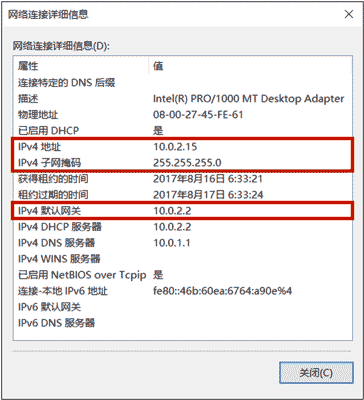 网络连接详细信息
网络连接详细信息(D):
属性 值
连接特定的 DNS 后缀
描述 Intel(R) PRO/1000 MT Desktop Adapter
物理地址 08-00-27-45-FE-61
已启用 DHCP 是
IPv4 地址 10.0.2.15
IPv4 子网掩码 255.255.255.0
获得租约的时间 2017年8月16日 6:33:21
租约过期的时间 2017年8月17日 6:33:24
IPv4 默认网关 10.0.2.2
IPv4 DHCP 服务器 10.0.2.2
IPv4 DNS 服务器 10.0.1.1
IPv4 WINS 服务器
已启用 NetBIOS over Tcpip 是
连接-本地 IPv6 地址 fe80::46b:60ea:6764:a90e%4
IPv6 默认网关
IPv6 DNS 服务器
关闭(C)